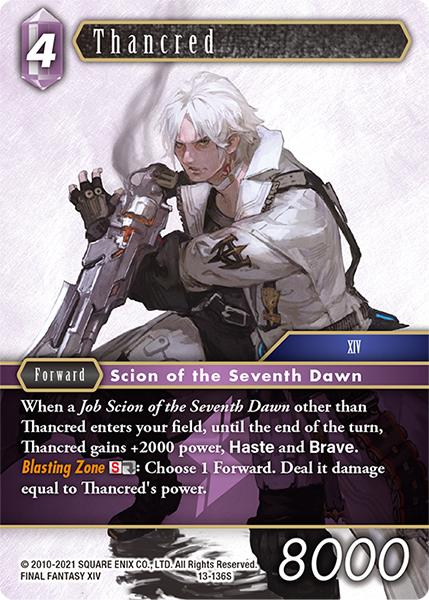 4
Thancred
XIV
Forward
Scion of the Seventh Dawn
When a Job Scion of the Seventh Dawn other than
Thancred enters your field, until the end of the turn,
Thancred gains +2000 power, Haste and Brave.
Blasting Zone S: Choose 1 Forward. Deal it damage
equal to Thancred's power.
© 2010-2021 SQUARE ENIX CO., LTD. All Rights Reserved.
FINAL FANTASY XIV 13-136S
8000